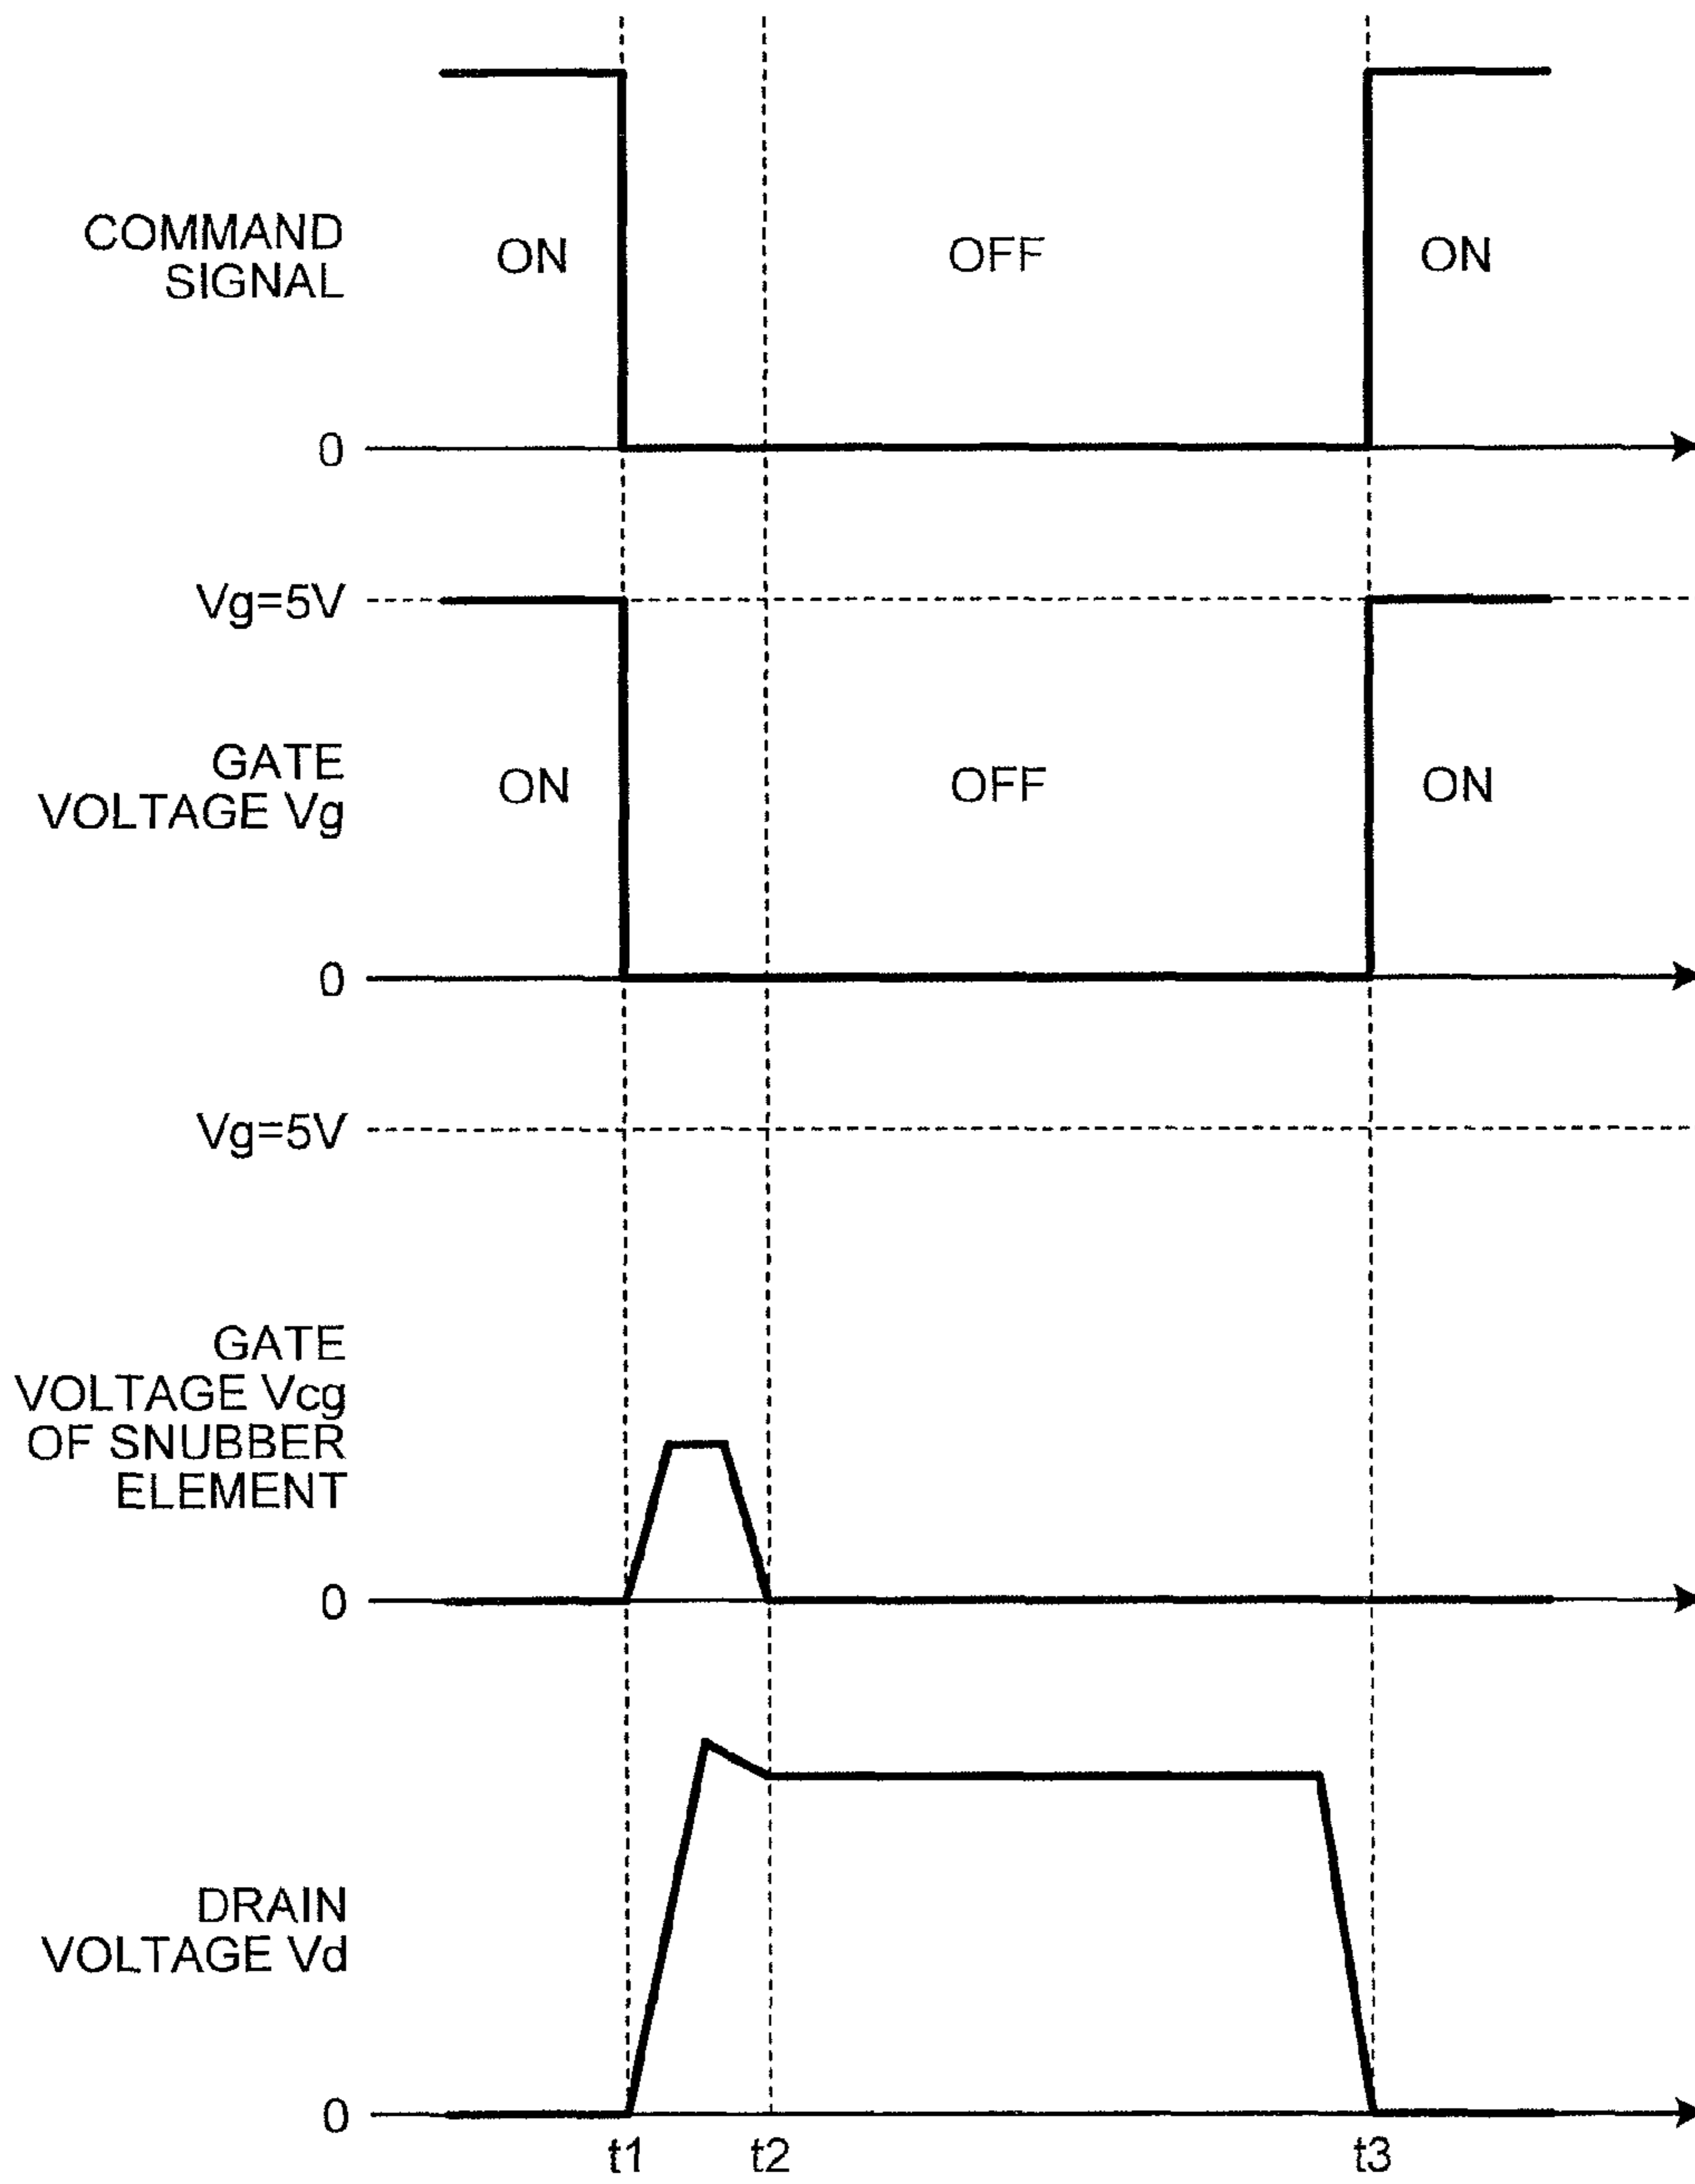 COMMAND
SIGNAL
ON
OFF
ON
0
Vg=5V
GATE
VOLTAGE Vg
ON
OFF
ON
0
Vg=5V
GATE
VOLTAGE Vcg
OF SNUBBER
ELEMENT
0
DRAIN
VOLTAGE Vd
0
t1
t2
t3